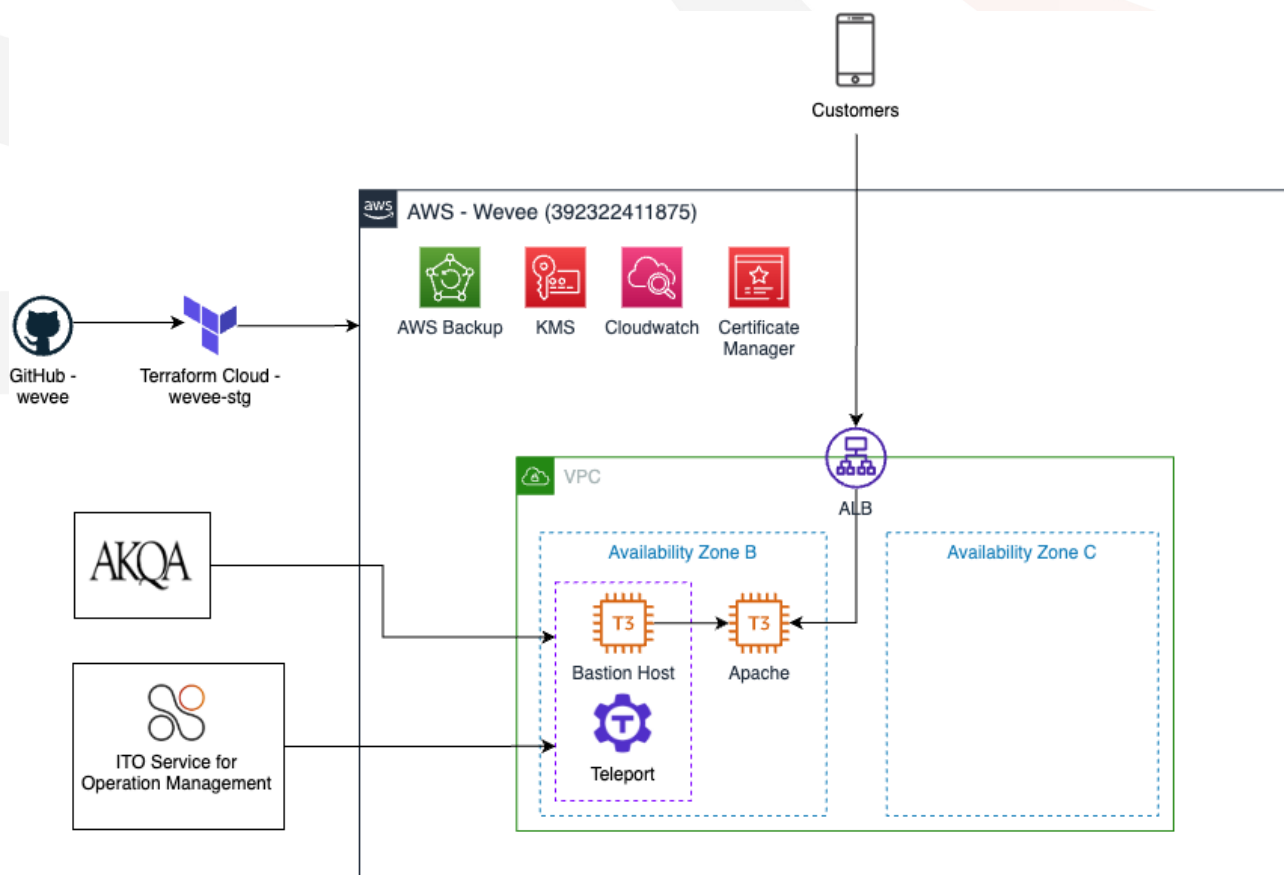 Customers
aws
AWS - Wevee (392322411875)
AWS Backup
KMS
Cloudwatch
Certificate
Manager
GitHub -
wevee
Terraform Cloud -
wevee-stg
VPC
ALB
AKQA
Availability Zone B
Availability Zone C
T3
T3
Bastion Host
Apache
T
Teleport
ITO Service for
Operation Management